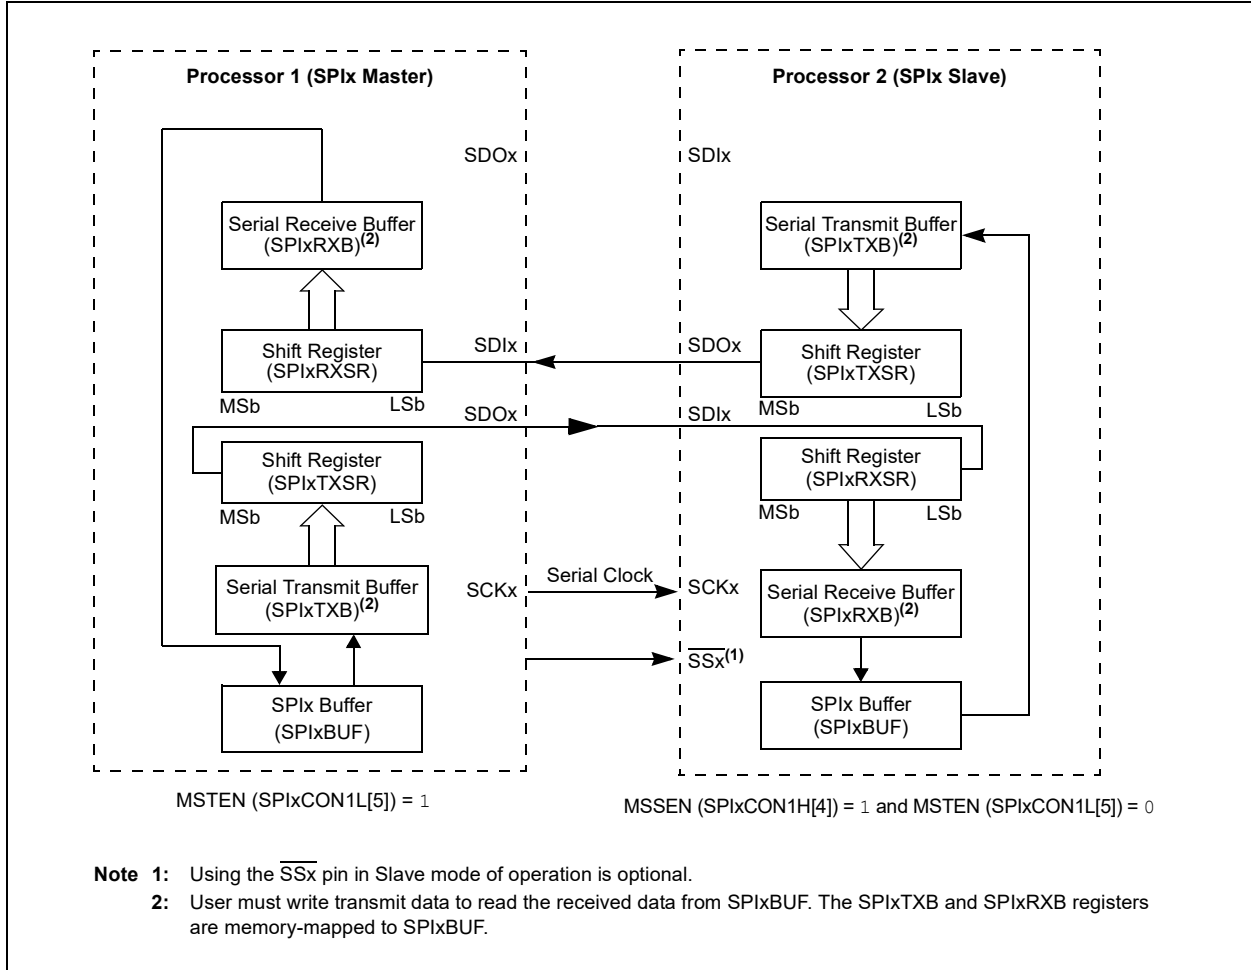 Processor 1 (SPIx Master)
SDOx
Serial Receive Buffer
(SPIxRXB)(2)
Shift Register
(SPIxRXSR)
MSb LSb
SDIx
SDOx
Shift Register
(SPIxTXSR)
MSb LSb
Serial Transmit Buffer
(SPIxTXB)(2)
SCKx
SPIx Buffer
(SPIxBUF)
MSTEN (SPIxCON1L[5]) = 1
Serial Clock
Processor 2 (SPIx Slave)
SDIx
Serial Transmit Buffer
(SPIxTXB)(2)
SDOx
Shift Register
(SPIxTXSR)
MSb LSb
SDIx
Shift Register
(SPIxRXSR)
MSb LSb
SCKx
Serial Receive Buffer
(SPIxRXB)(2)
SSx(1)
SPIx Buffer
(SPIxBUF)
MSSEN (SPIxCON1H[4]) = 1 and MSTEN (SPIxCON1L[5]) = 0
Note 1: Using the SSx pin in Slave mode of operation is optional.
2: User must write transmit data to read the received data from SPIxBUF. The SPIxTXB and SPIxRXB registers
are memory-mapped to SPIxBUF.